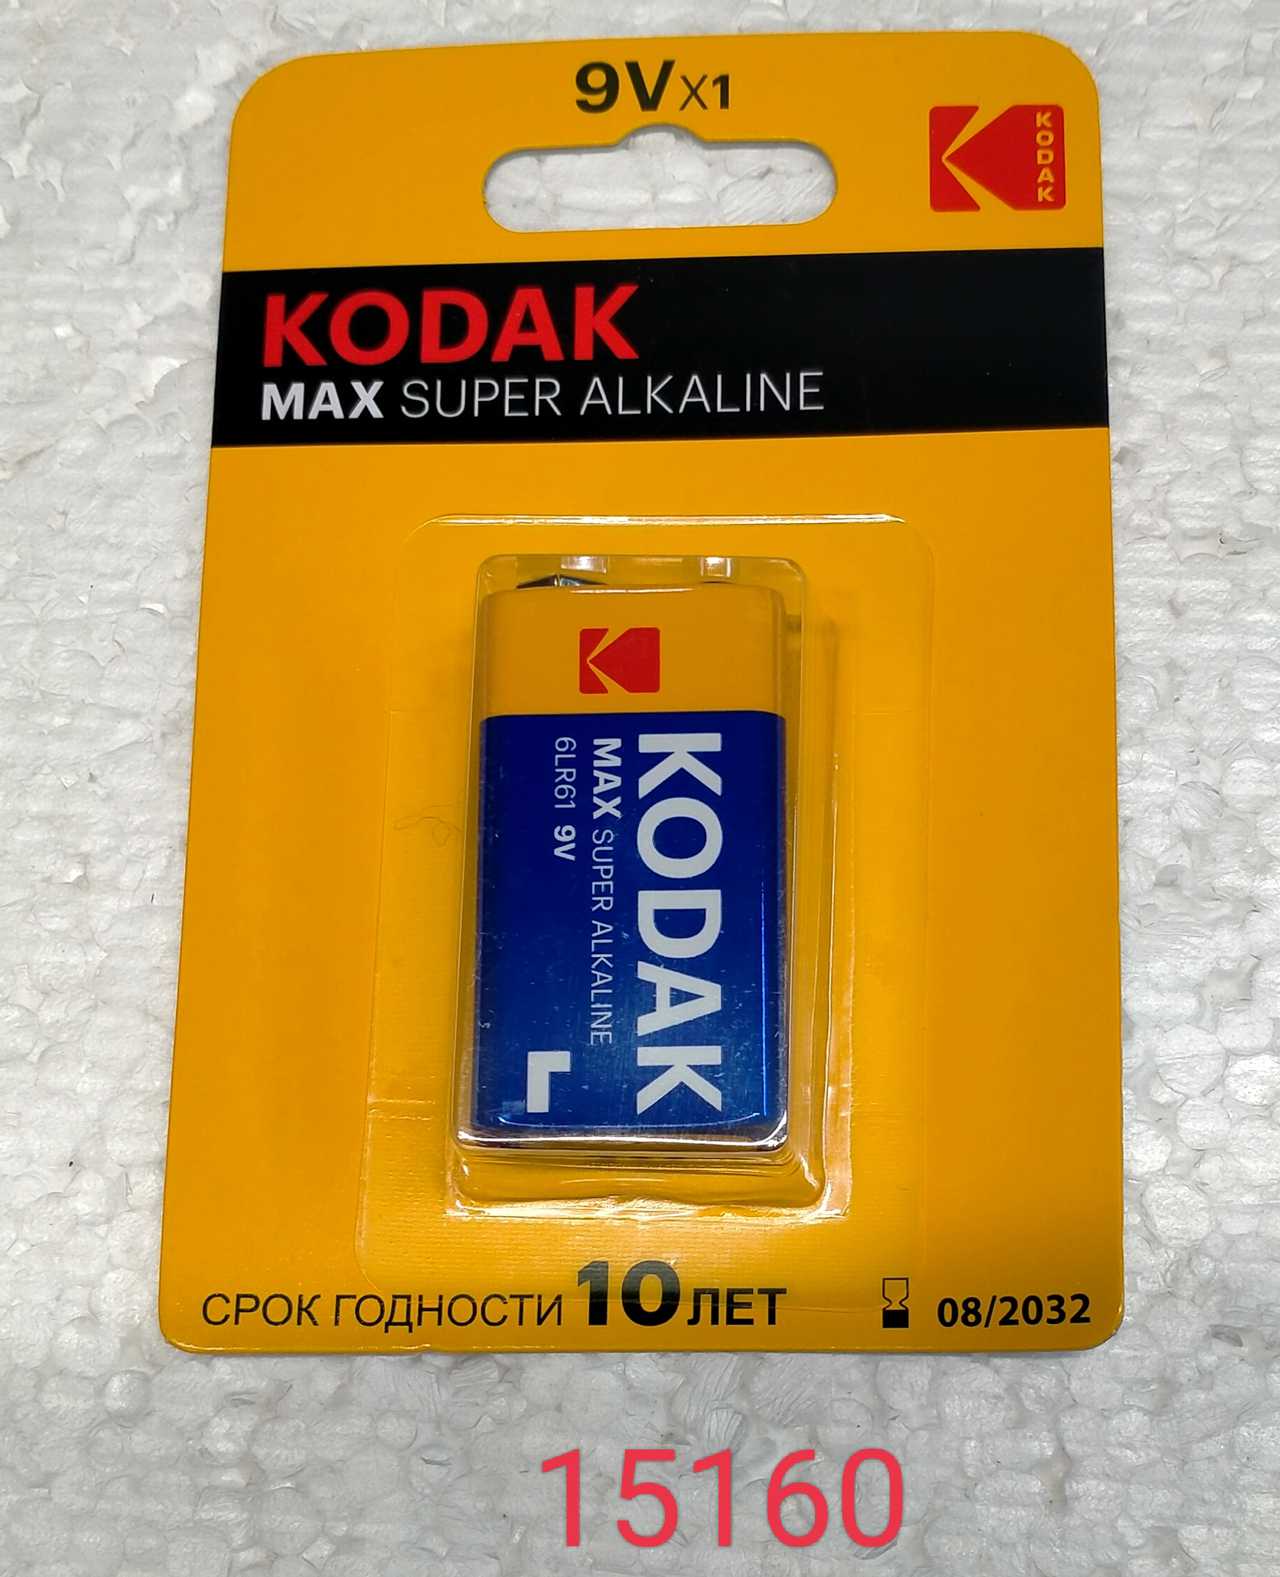 9V x 1
KODAK
KODAK
MAX SUPER ALKALINE
KODAK
MAX SUPER ALKALINE
6LR61 9V
СРОК ГОДНОСТИ 10 ЛЕТ
08/2032
15160